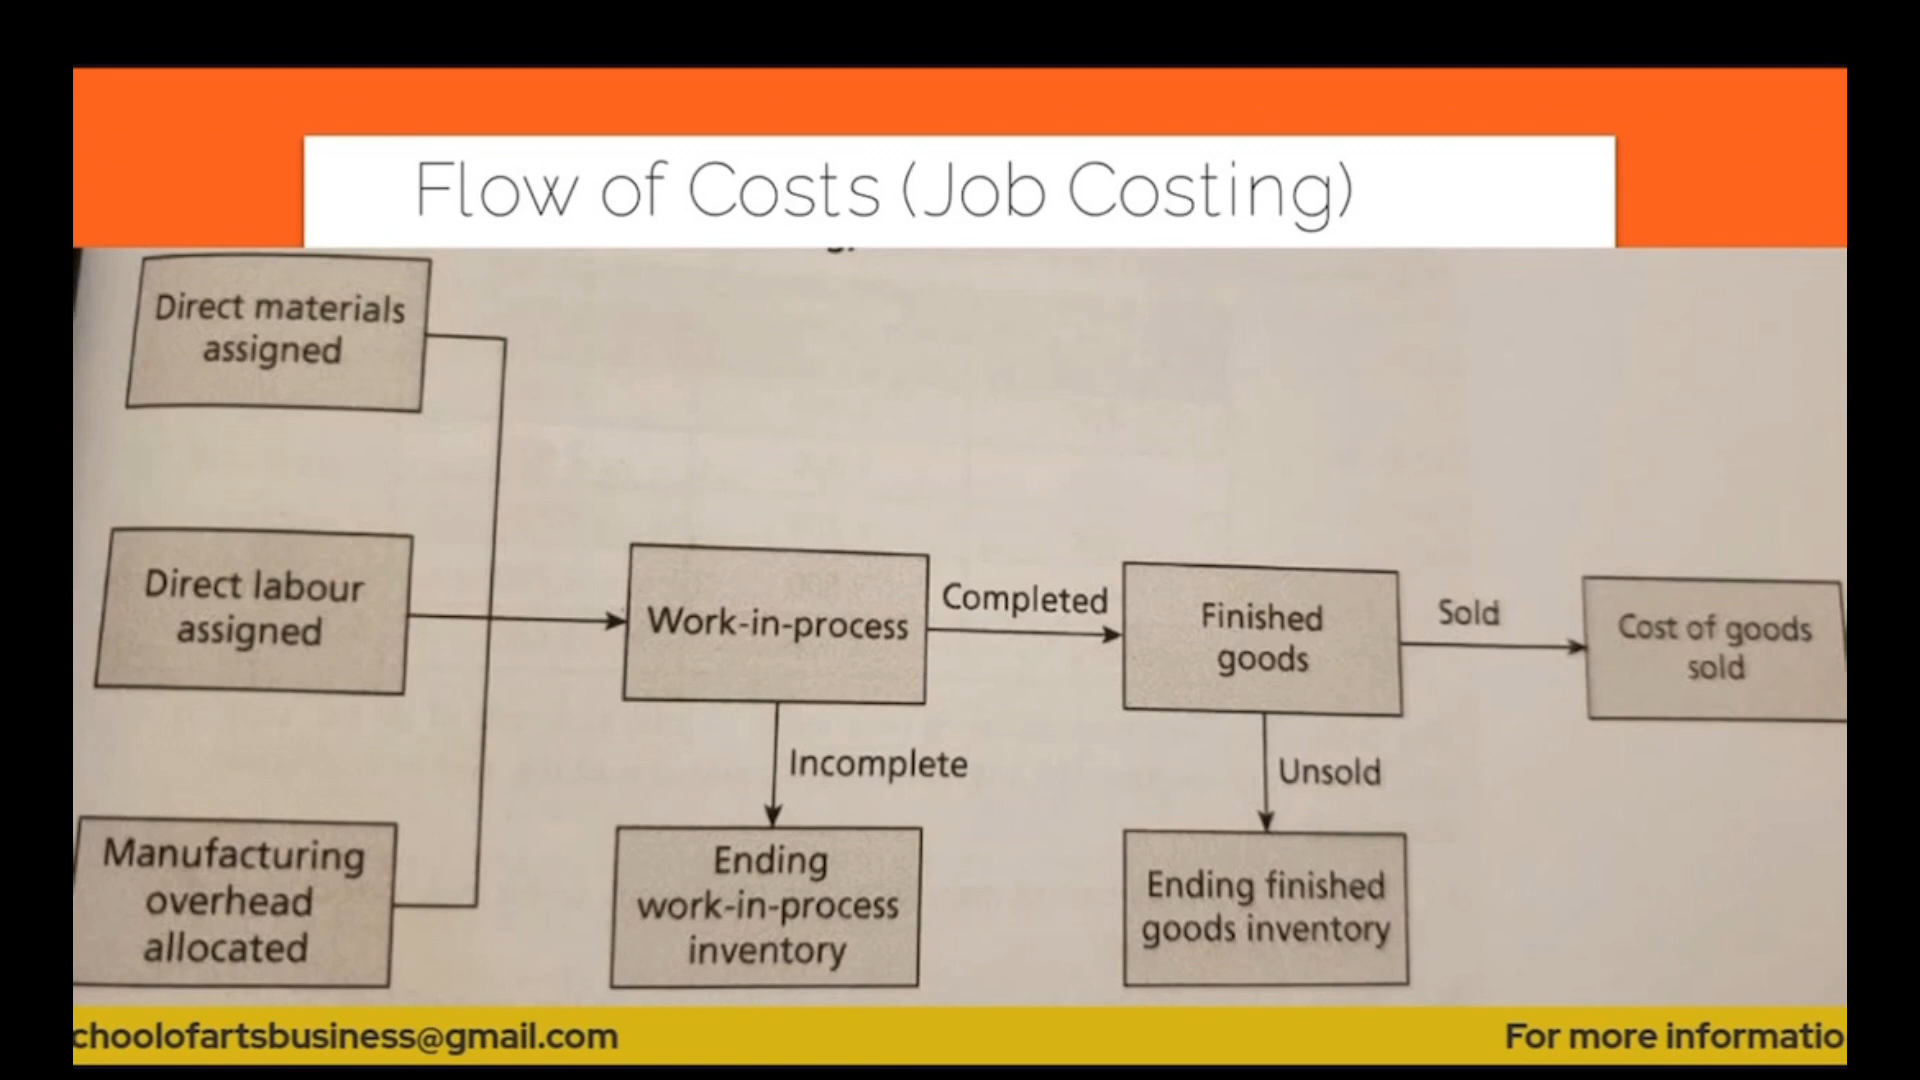 Flow of Costs (Job Costing)
Direct materials
assigned
Direct labour
assigned
Manufacturing
overhead
allocated
Work-in-process
Completed
Finished
goods
Sold
Cost of goods
sold
Incomplete
Unsold
Ending
work-in-process
inventory
Ending finished
goods inventory
choolofartsbusiness@gmail.com
For more informatio